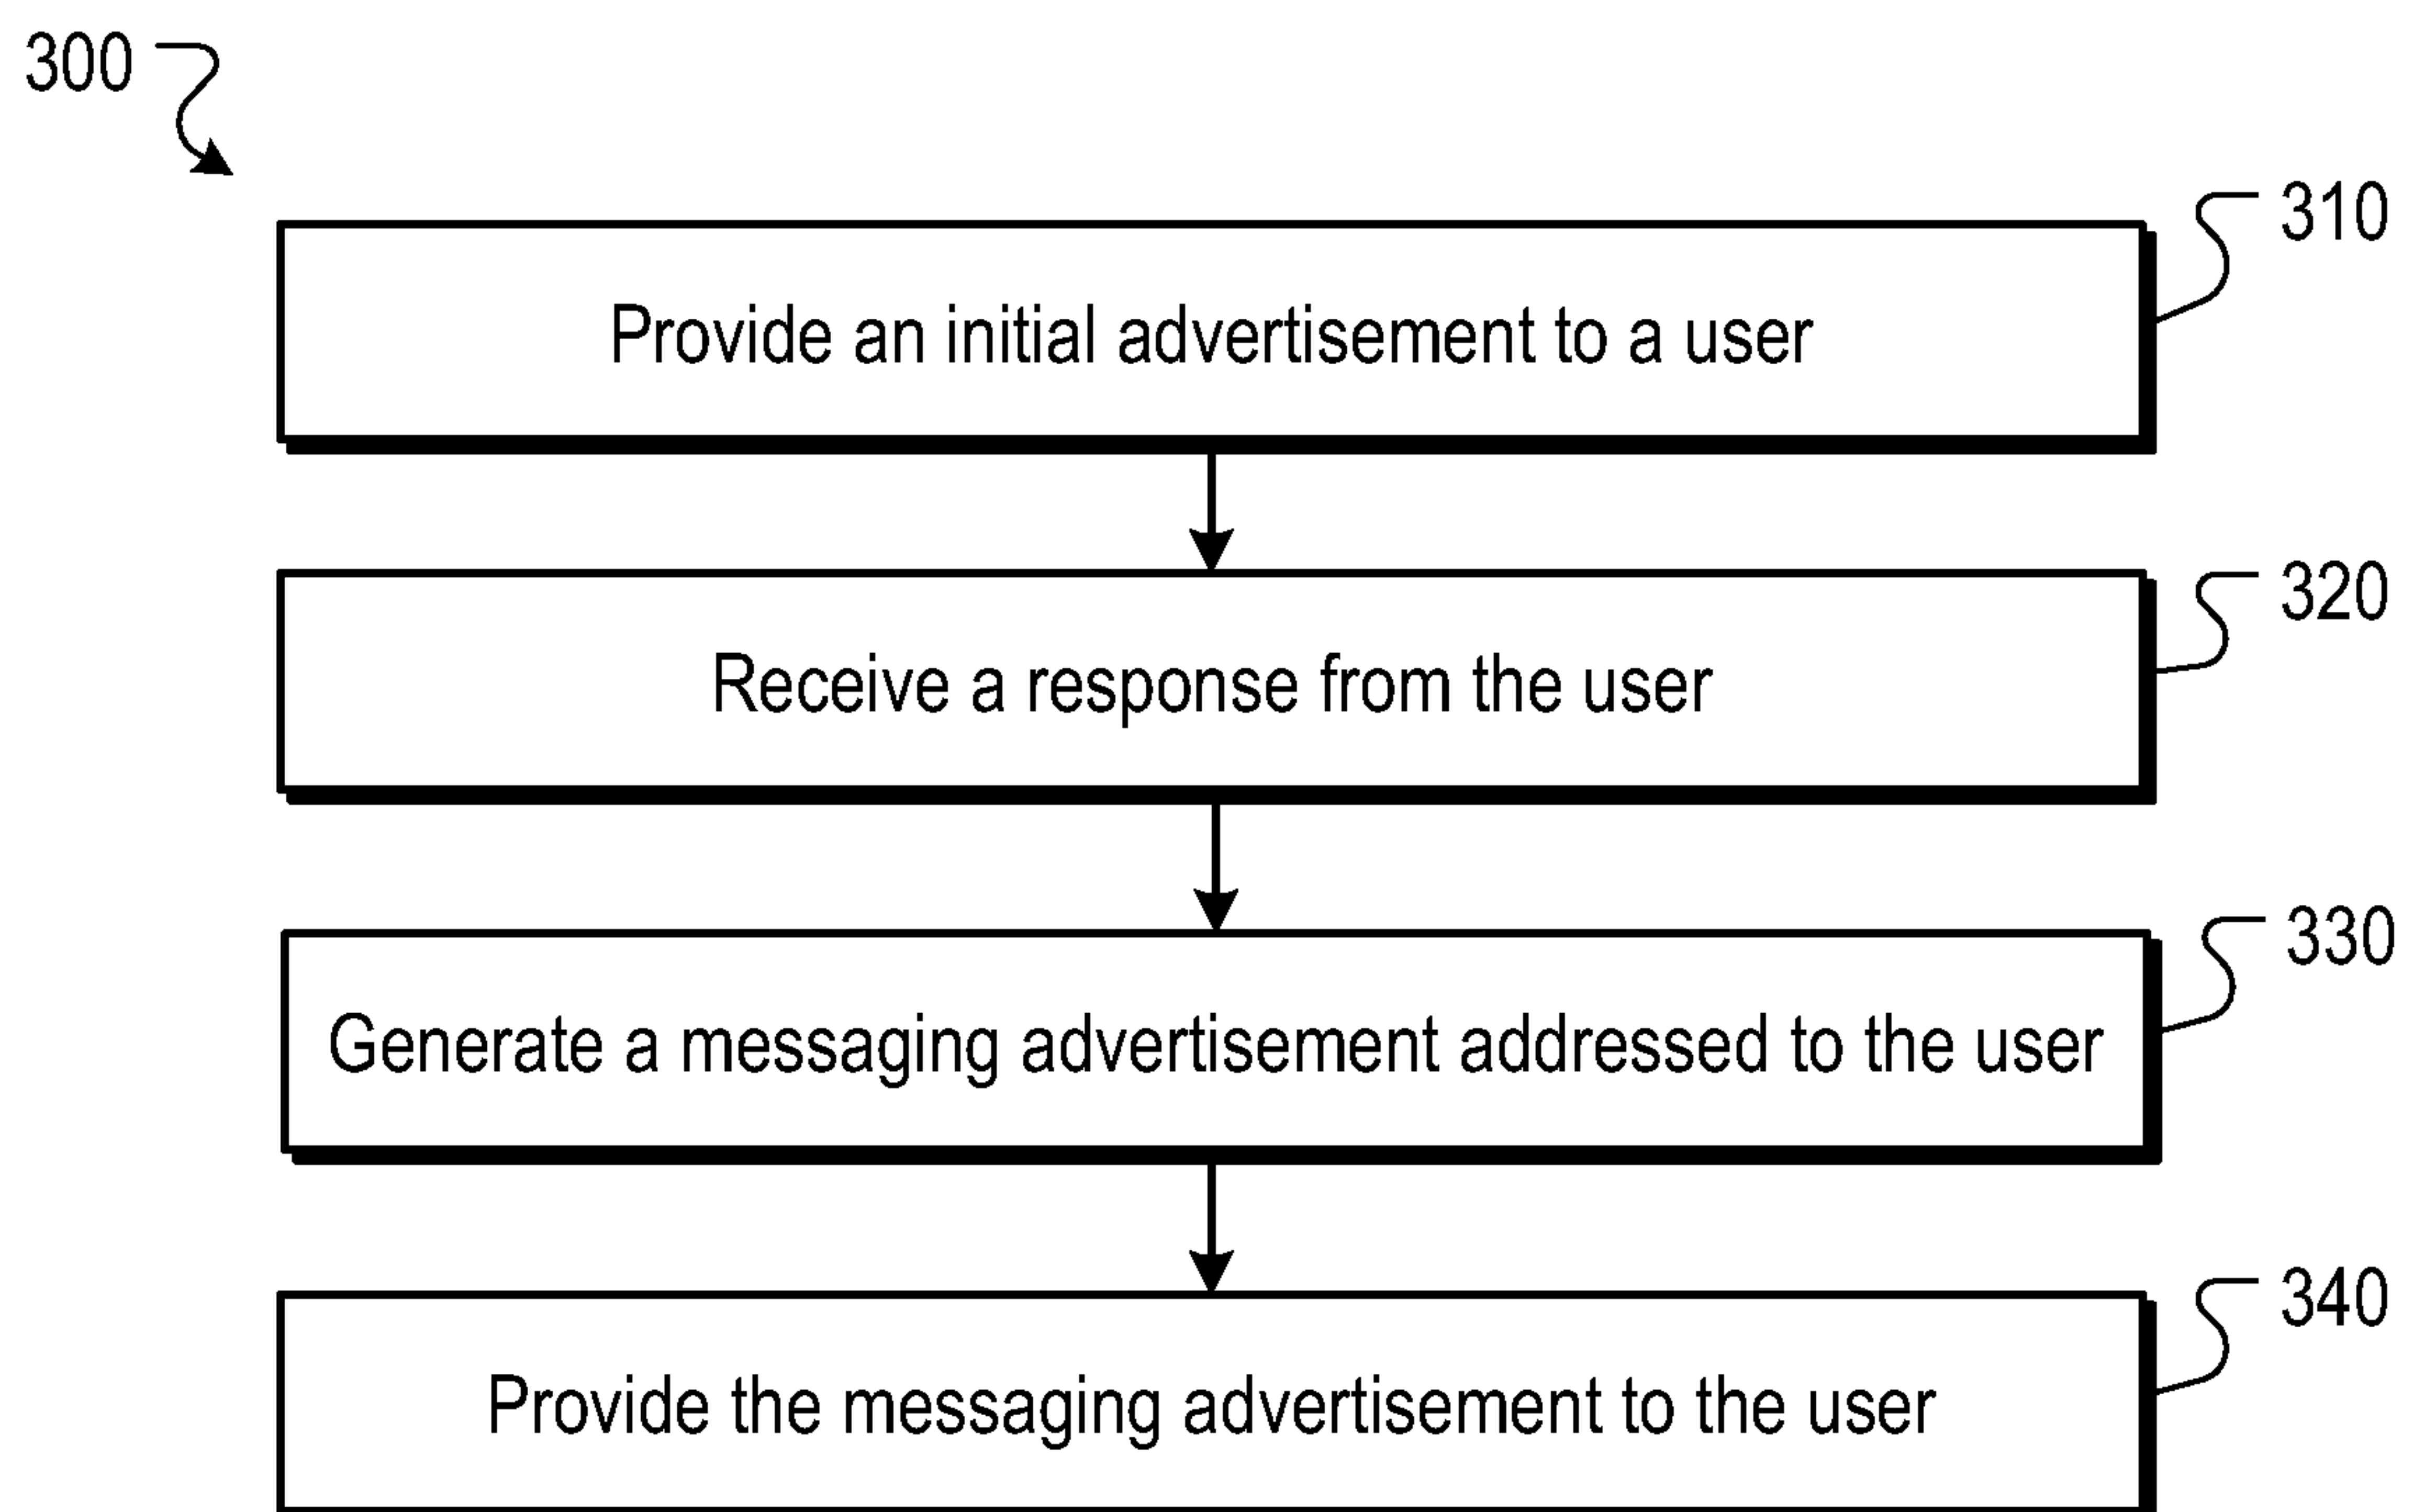 300
310
Provide an initial advertisement to a user
320
Receive a response from the user
330
Generate a messaging advertisement addressed to the user
340
Provide the messaging advertisement to the user